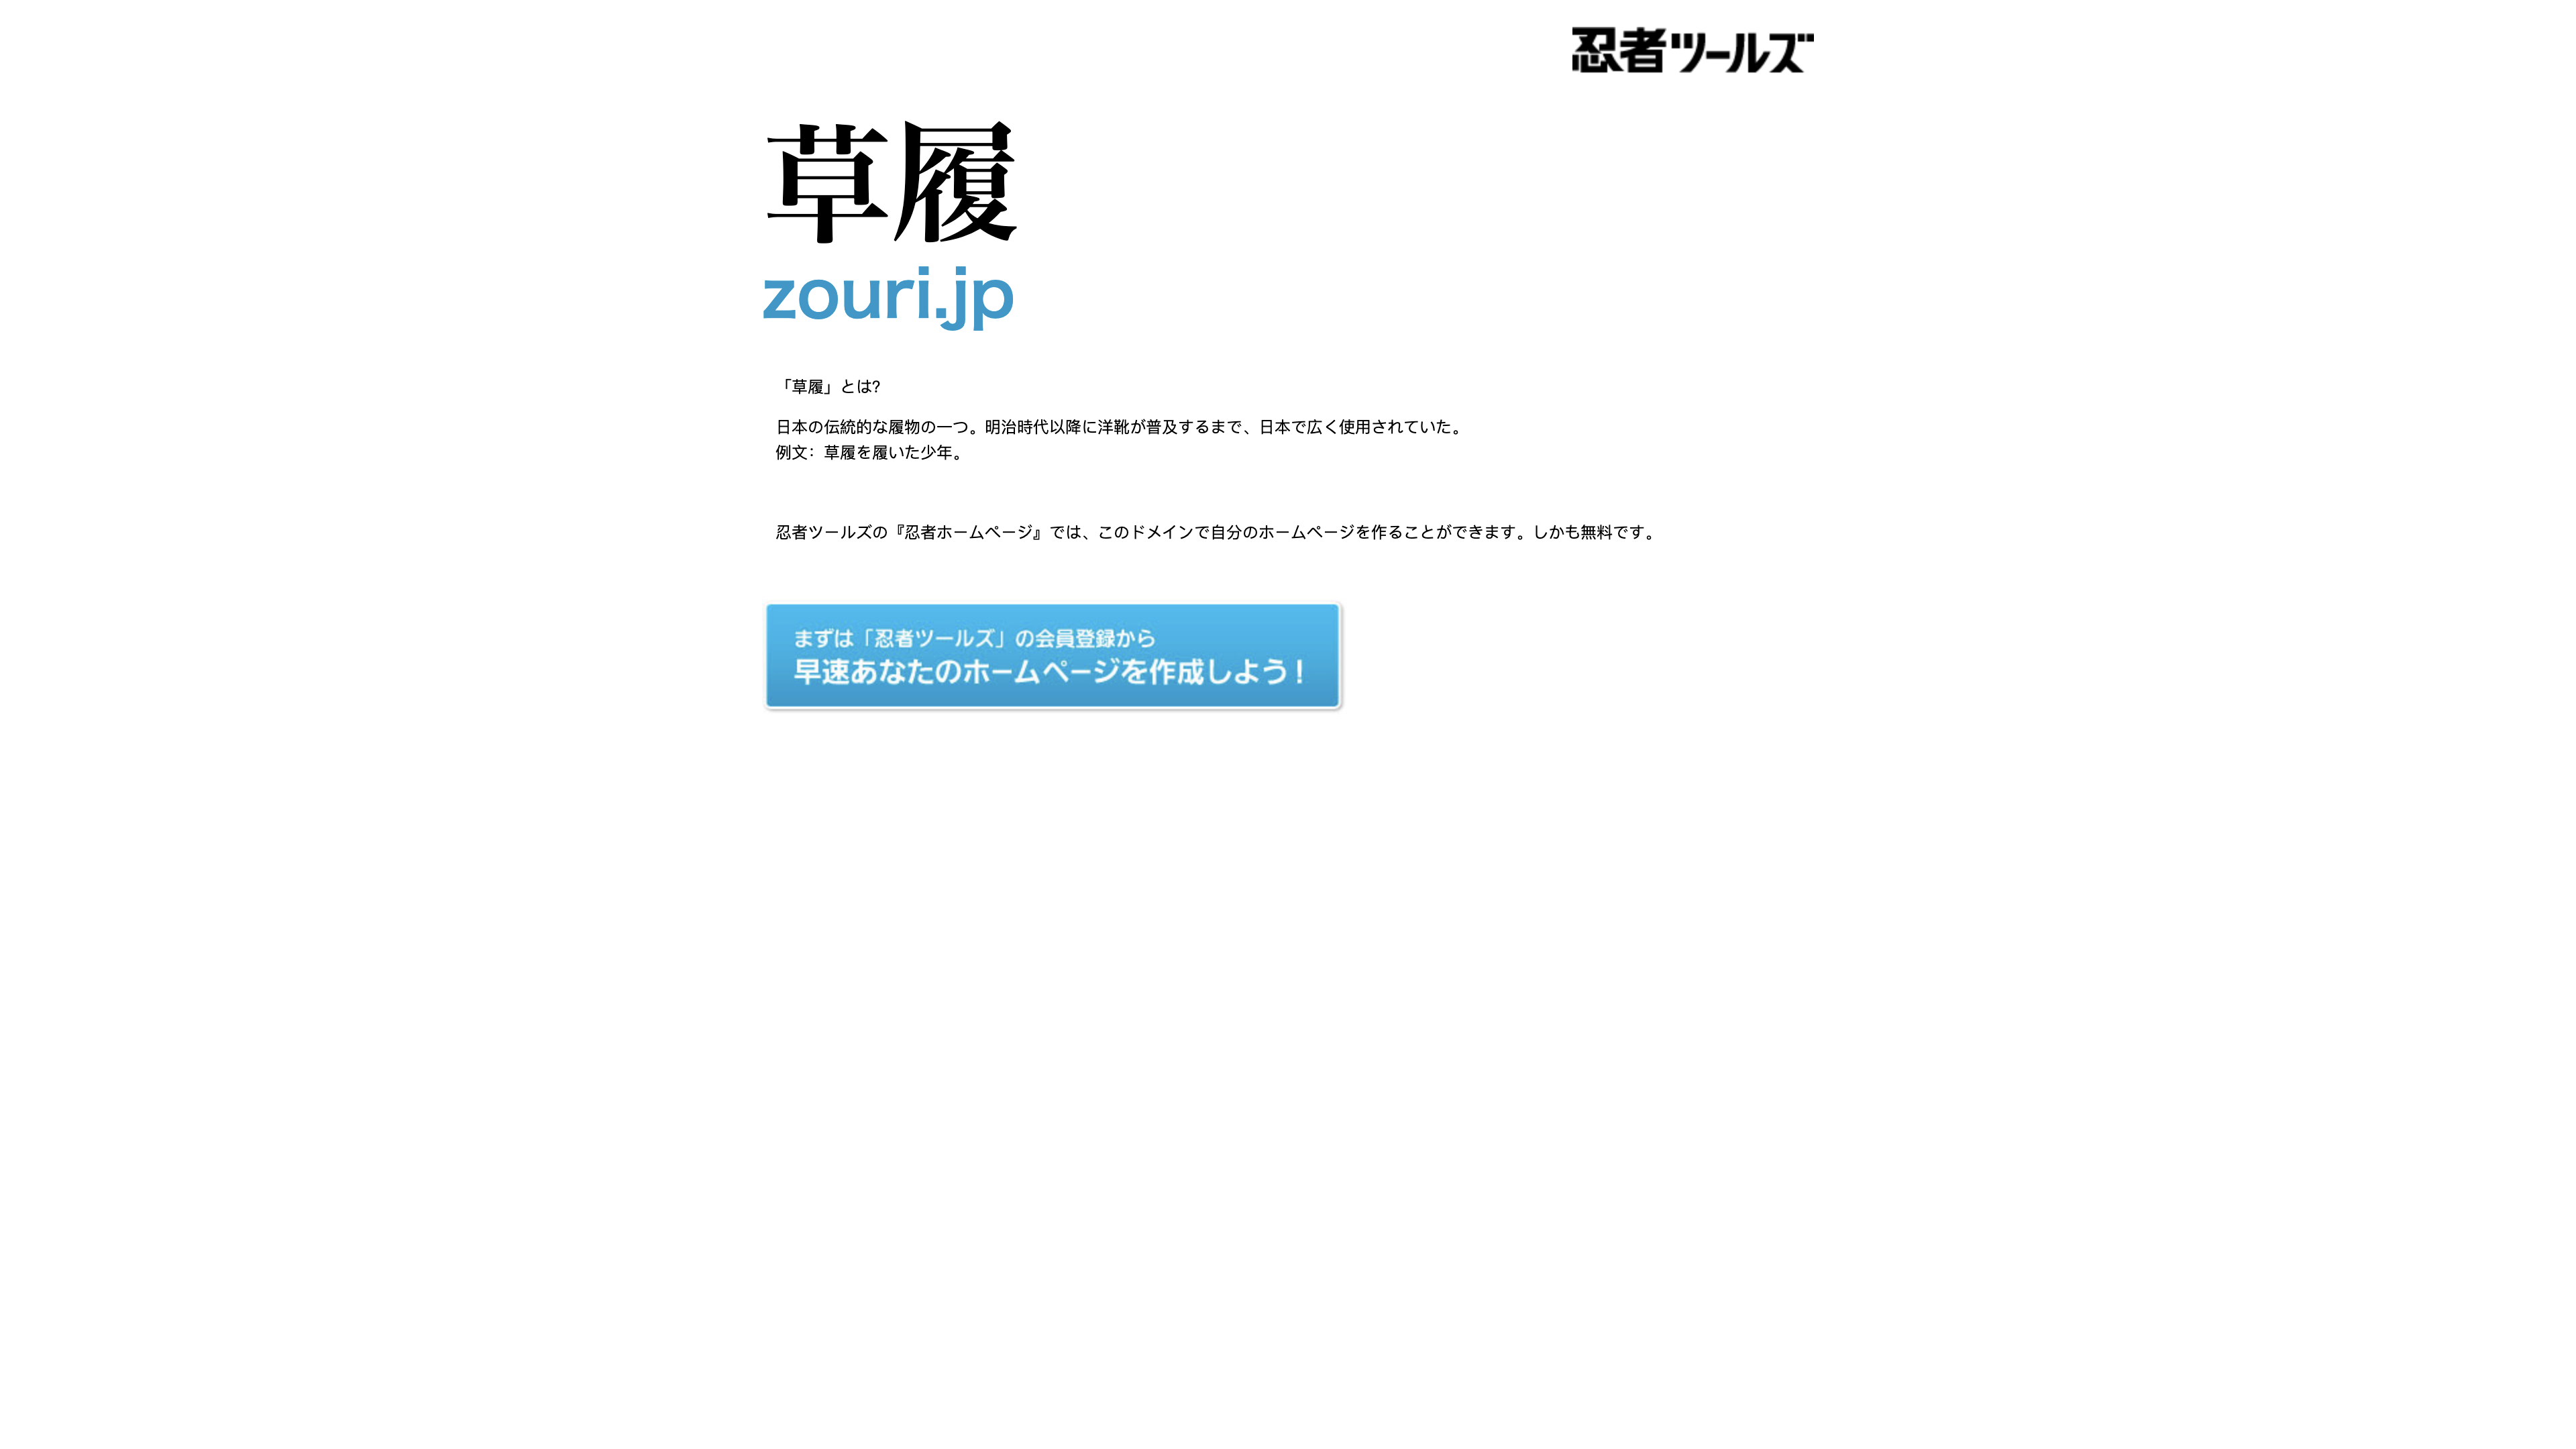 忍者ツールズ
草履
zouri.jp
「草履」とは?
日本の伝統的な履物の一つ。明治時代以降に洋靴が普及するまで、日本で広く使用されていた。
例文: 草履を履いた少年。
忍者ツールズの『忍者ホームページ』では、このドメインで自分のホームページを作ることができます。しかも無料です。
まずは「忍者ツールズ」の会員登録から
早速あなたのホームページを作成しよう！